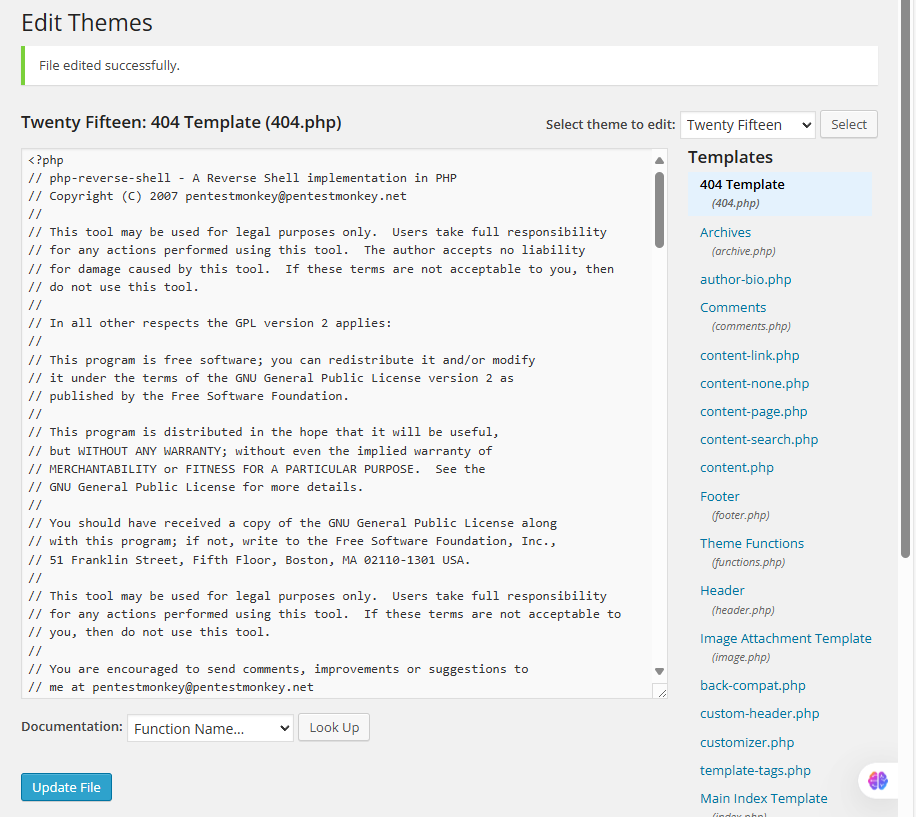 Edit Themes
File edited successfully.
Twenty Fifteen: 404 Template (404.php)
Select theme to edit: Twenty Fifteen Select
<?php
// php-reverse-shell - A Reverse Shell implementation in PHP
// Copyright (C) 2007 pentestmonkey@pentestmonkey.net
//
// This tool may be used for legal purposes only.  Users take full responsibility
// for any actions performed using this tool.  The author accepts no liability
// for damage caused by this tool.  If these terms are not acceptable to you, then
// do not use this tool.
//
// In all other respects the GPL version 2 applies:
//
// This program is free software; you can redistribute it and/or modify
// it under the terms of the GNU General Public License version 2 as
// published by the Free Software Foundation.
//
// This program is distributed in the hope that it will be useful,
// but WITHOUT ANY WARRANTY; without even the implied warranty of
// MERCHANTABILITY or FITNESS FOR A PARTICULAR PURPOSE.  See the
// GNU General Public License for more details.
//
// You should have received a copy of the GNU General Public License along
// with this program; if not, write to the Free Software Foundation, Inc.,
// 51 Franklin Street, Fifth Floor, Boston, MA 02110-1301 USA.
//
// This tool may be used for legal purposes only.  Users take full responsibility
// for any actions performed using this tool.  If these terms are not acceptable to
// you, then do not use this tool.
//
// You are encouraged to send comments, improvements or suggestions to
// me at pentestmonkey@pentestmonkey.net
Documentation: Function Name... Look Up
Update File
Templates
404 Template
(404.php)
Archives
(archive.php)
author-bio.php
Comments
(comments.php)
content-link.php
content-none.php
content-page.php
content-search.php
content.php
Footer
(footer.php)
Theme Functions
(functions.php)
Header
(header.php)
Image Attachment Template
(image.php)
back-compat.php
custom-header.php
customizer.php
template-tags.php
Main Index Template
(index.php)